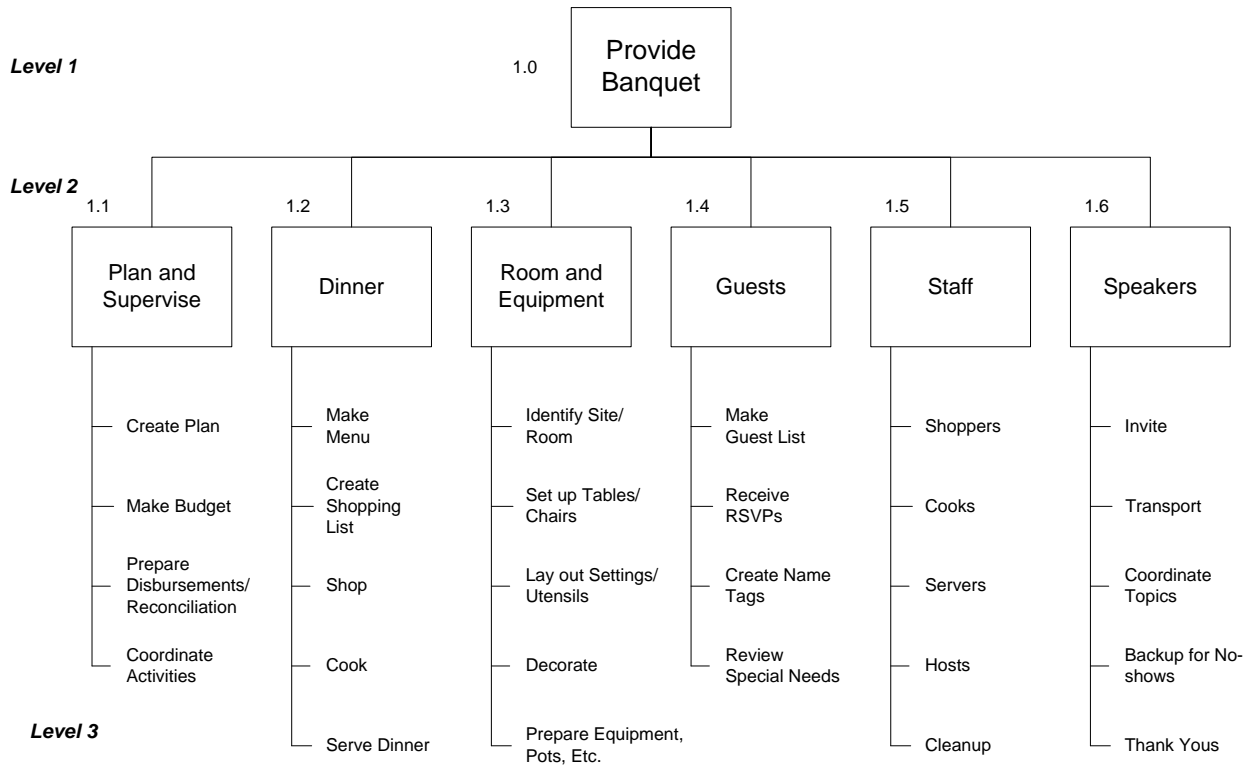 Level 1
1.0
Provide
Banquet
Level 2
1.1
1.2
1.3
1.4
1.5
1.6
Plan and
Supervise
Dinner
Room and
Equipment
Guests
Staff
Speakers
Create Plan
Make Budget
Prepare
Disbursements/
Reconciliation
Coordinate
Activities
Make
Menu
Create
Shopping
List
Shop
Cook
Serve Dinner
Identify Site/
Room
Set up Tables/
Chairs
Lay out Settings/
Utensils
Decorate
Prepare Equipment,
Pots, Etc.
Make
Guest List
Receive
RSVPs
Create Name
Tags
Review
Special Needs
Shoppers
Cooks
Servers
Hosts
Cleanup
Invite
Transport
Coordinate
Topics
Backup for No-
shows
Thank Yous
Level 3